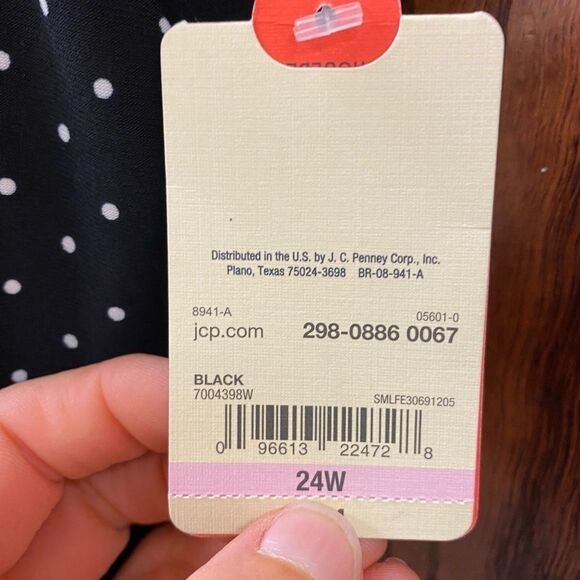 Distributed in the U.S. by J. C. Penney Corp., Inc.
Plano, Texas 75024-3698 BR-08-941-A
8941-A 05601-0
jcp.com 298-0886 0067
BLACK
7004398W SMLFE30691205
0 96613 22472 8
24W